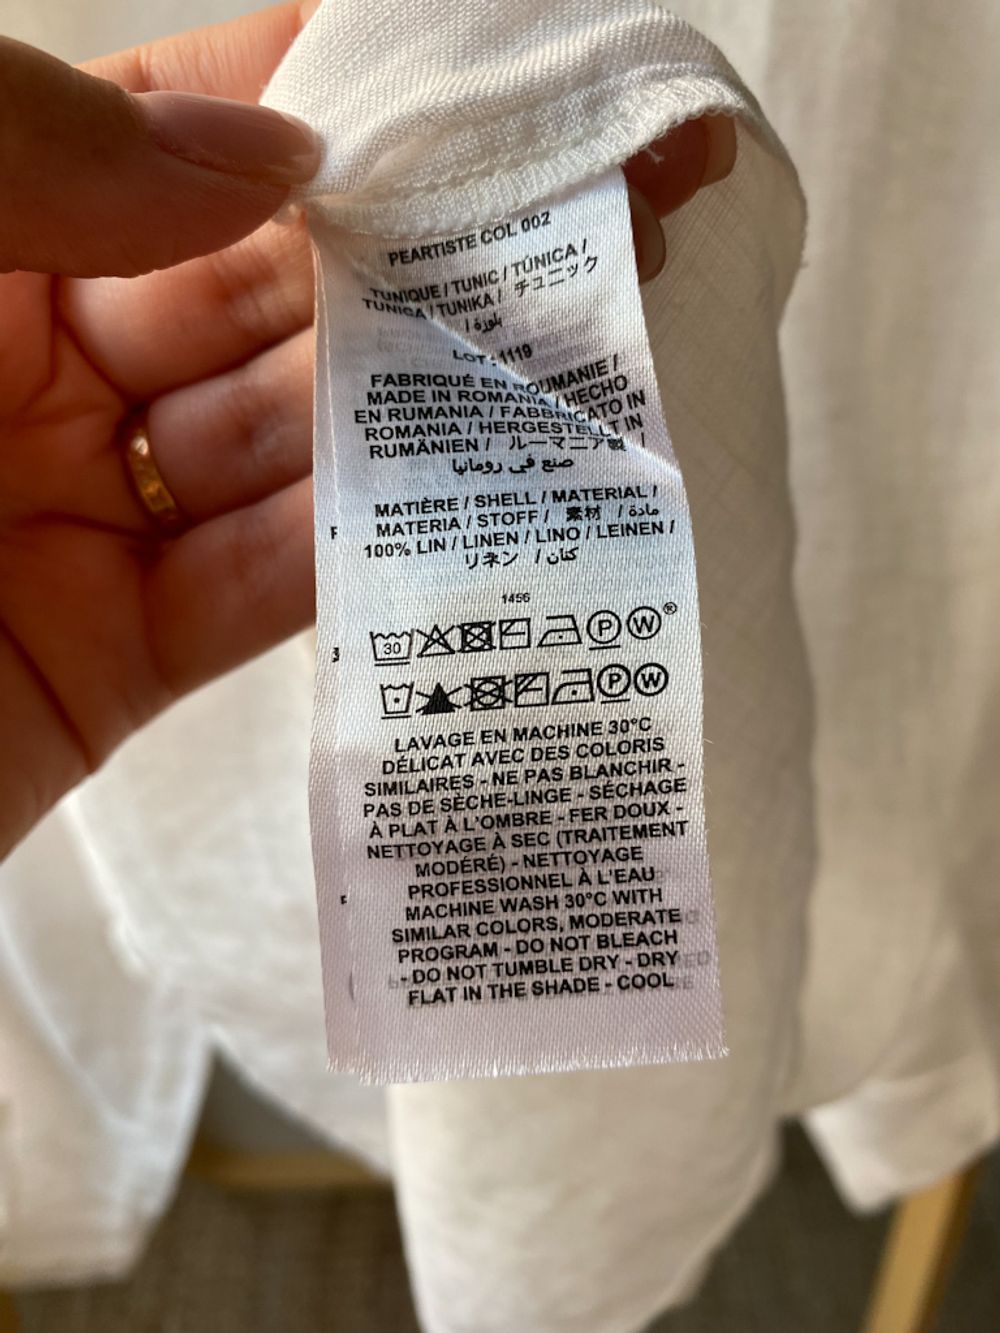 PEARTISTE COL 002
TUNIQUE / TUNIC / TÚNICA /
TUNICA / TUNIKA / チュニック
/ بلوزة
LOT : 1119
FABRIQUÉ EN ROUMANIE /
MADE IN ROMANIA / HECHO
EN RUMANIA / FABBRICATO IN
ROMANIA / HERGESTELLT IN
RUMÄNIEN / ルーマニア製 /
صنع في رومانيا
MATIÈRE / SHELL / MATERIAL /
MATERIA / STOFF / 素材 / مادة /
100% LIN / LINEN / LINO / LEINEN /
リネン / كتان
1456
30 P W ®
P W
LAVAGE EN MACHINE 30°C
DÉLICAT AVEC DES COLORIS
SIMILAIRES - NE PAS BLANCHIR -
PAS DE SÈCHE-LINGE - SÉCHAGE
À PLAT À L'OMBRE - FER DOUX -
NETTOYAGE À SEC (TRAITEMENT
MODÉRÉ) - NETTOYAGE
PROFESSIONNEL À L'EAU
MACHINE WASH 30°C WITH
SIMILAR COLORS, MODERATE
PROGRAM - DO NOT BLEACH
- DO NOT TUMBLE DRY - DRY
FLAT IN THE SHADE - COOL